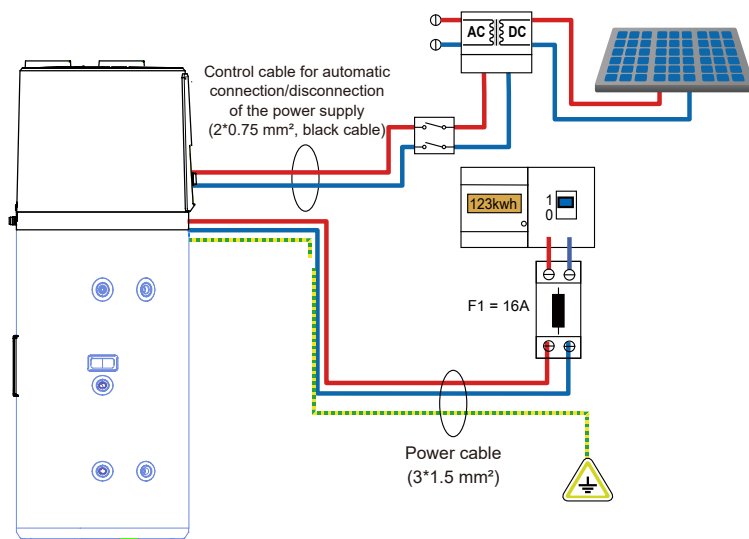 AC DC
Control cable for automatic
connection/disconnection
of the power supply
(2*0.75 mm², black cable)
123kwh
1
0
F1 = 16A
Power cable
(3*1.5 mm²)